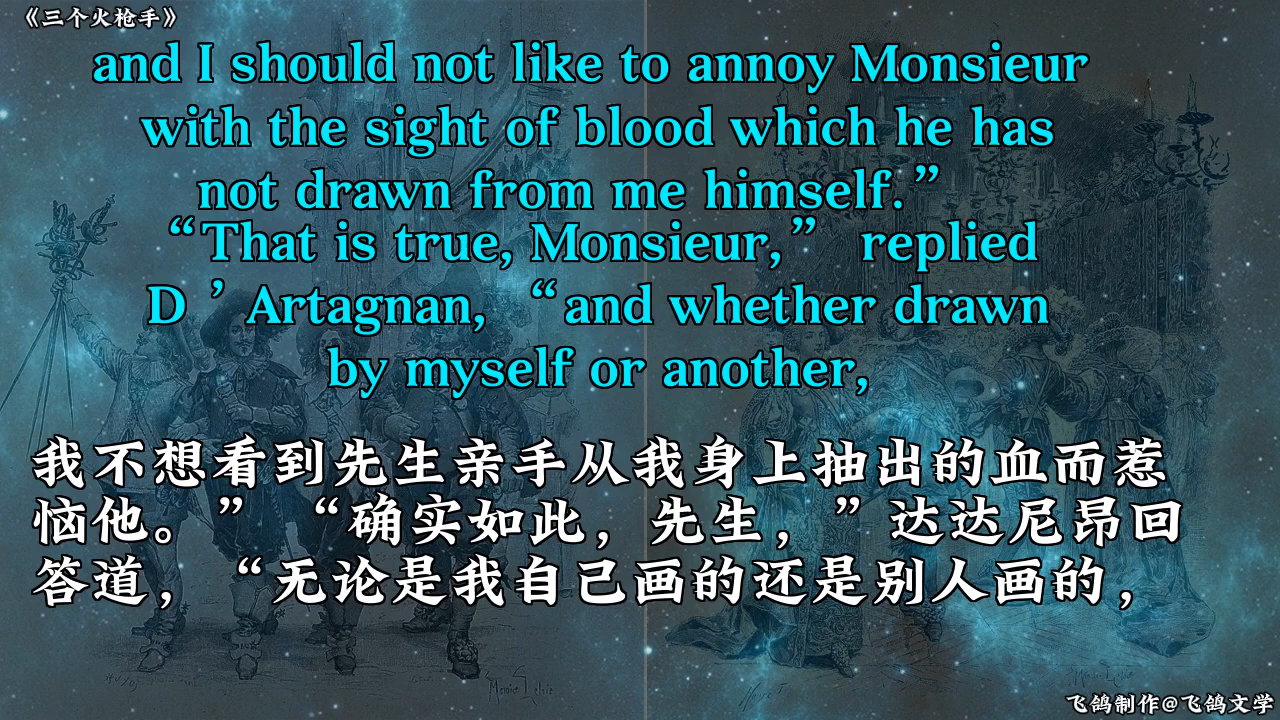 《三个火枪手》
and I should not like to annoy Monsieur
with the sight of blood which he has
not drawn from me himself.”
“That is true, Monsieur,” replied
D’Artagnan, “and whether drawn
by myself or another,
我不想看到先生亲手从我身上抽出的血而惹
恼他。” “确实如此，先生，”达达尼昂回
答道，“无论是我自己画的还是别人画的，
飞鸽制作@飞鸽文学